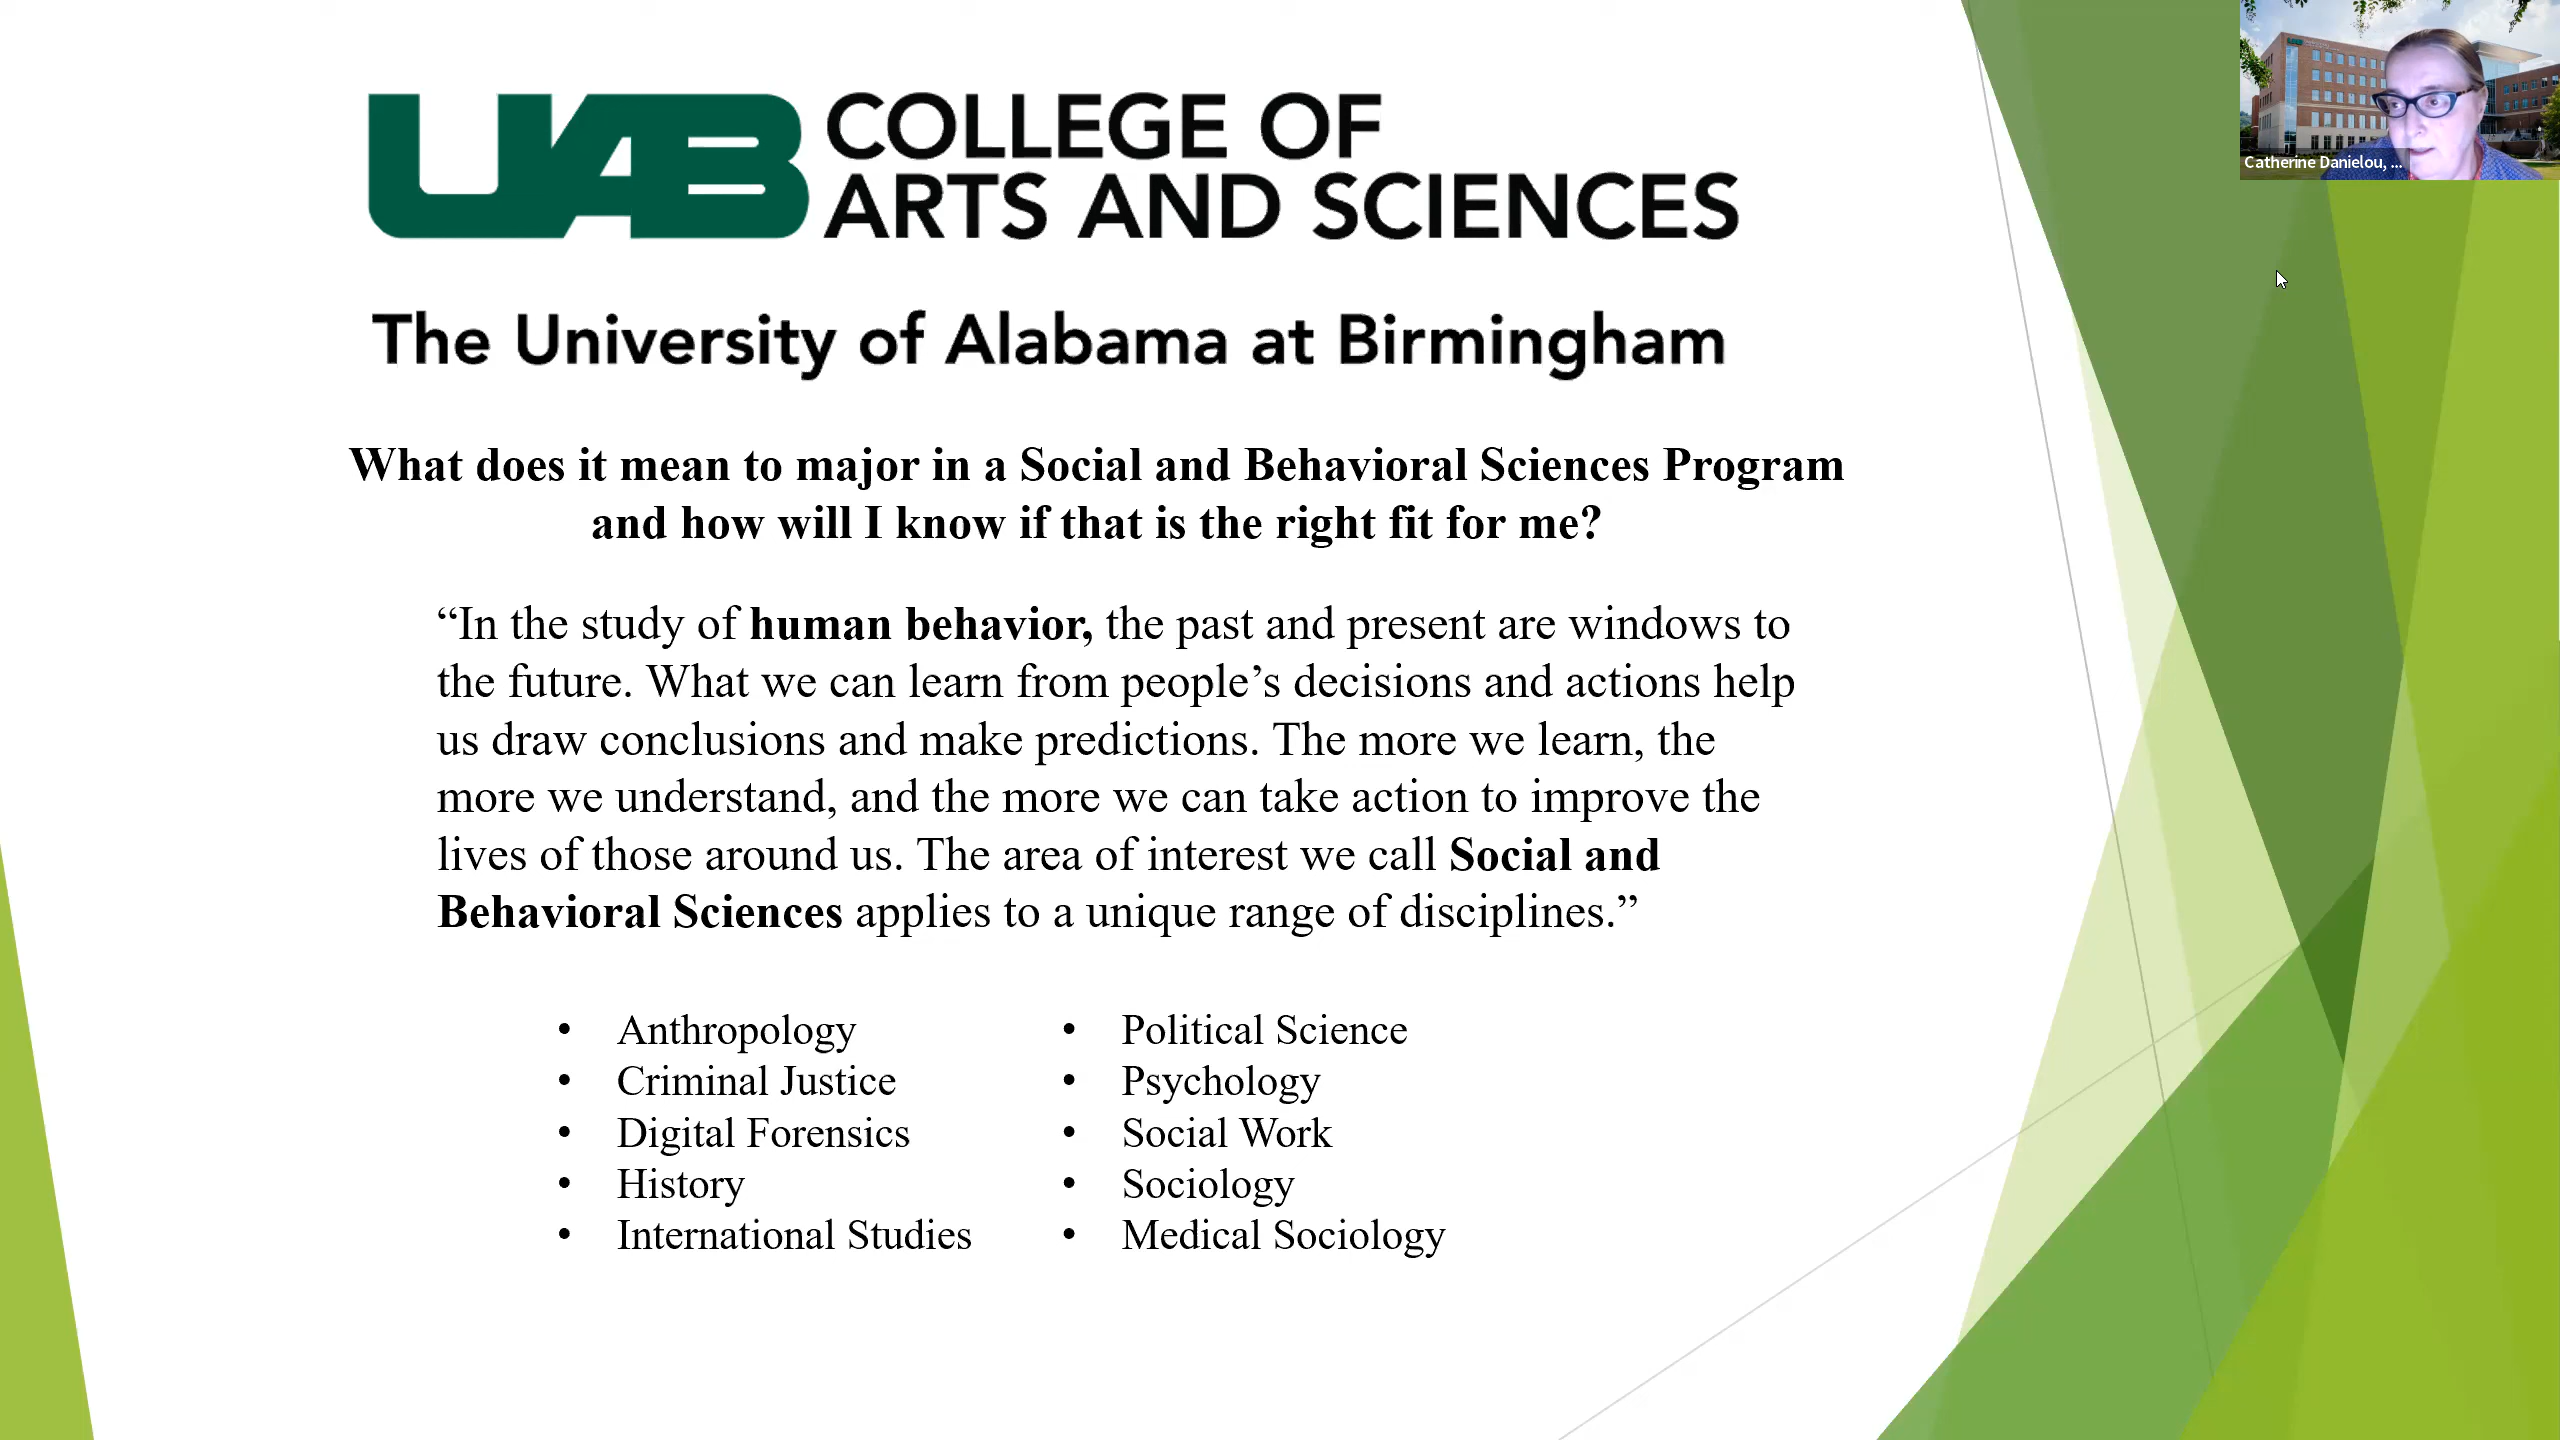 UAB COLLEGE OF
ARTS AND SCIENCES
The University of Alabama at Birmingham
What does it mean to major in a Social and Behavioral Sciences Program
and how will I know if that is the right fit for me?
“In the study of human behavior, the past and present are windows to
the future. What we can learn from people’s decisions and actions help
us draw conclusions and make predictions. The more we learn, the
more we understand, and the more we can take action to improve the
lives of those around us. The area of interest we call Social and
Behavioral Sciences applies to a unique range of disciplines.”
• Anthropology
• Criminal Justice
• Digital Forensics
• History
• International Studies
• Political Science
• Psychology
• Social Work
• Sociology
• Medical Sociology
Catherine Danielou, ...